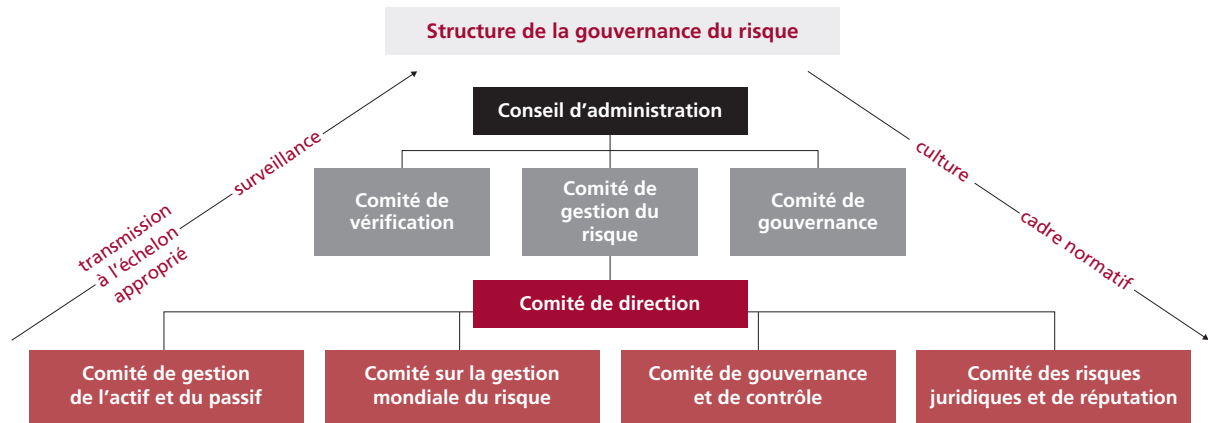 Structure de la gouvernance du risque
Conseil d'administration
surveillance
culture
Comité de
vérification
Comité de
gestion du
risque
Comité de
gouvernance
transmission
à l'échelon
approprié
cadre normatif
Comité de direction
Comité de gestion
de l'actif et du passif
Comité sur la gestion
mondiale du risque
Comité de gouvernance
et de contrôle
Comité des risques
juridiques et de réputation